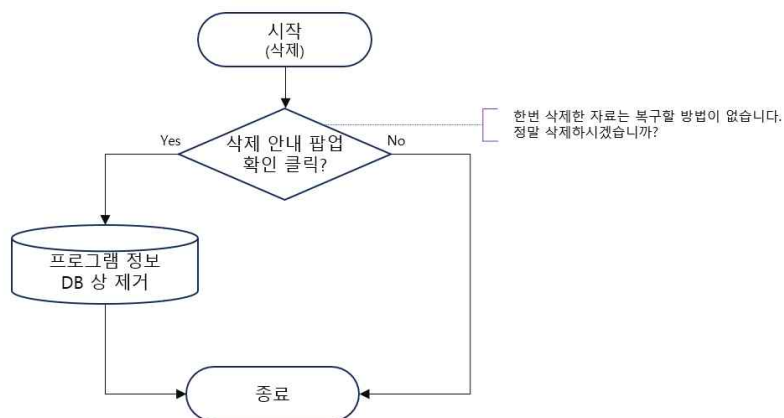 시작
(삭제)
한번 삭제한 자료는 복구할 방법이 없습니다.
정말 삭제하시겠습니까?
Yes
삭제 안내 팝업
확인 클릭?
No
프로그램 정보
DB 상 제거
종료